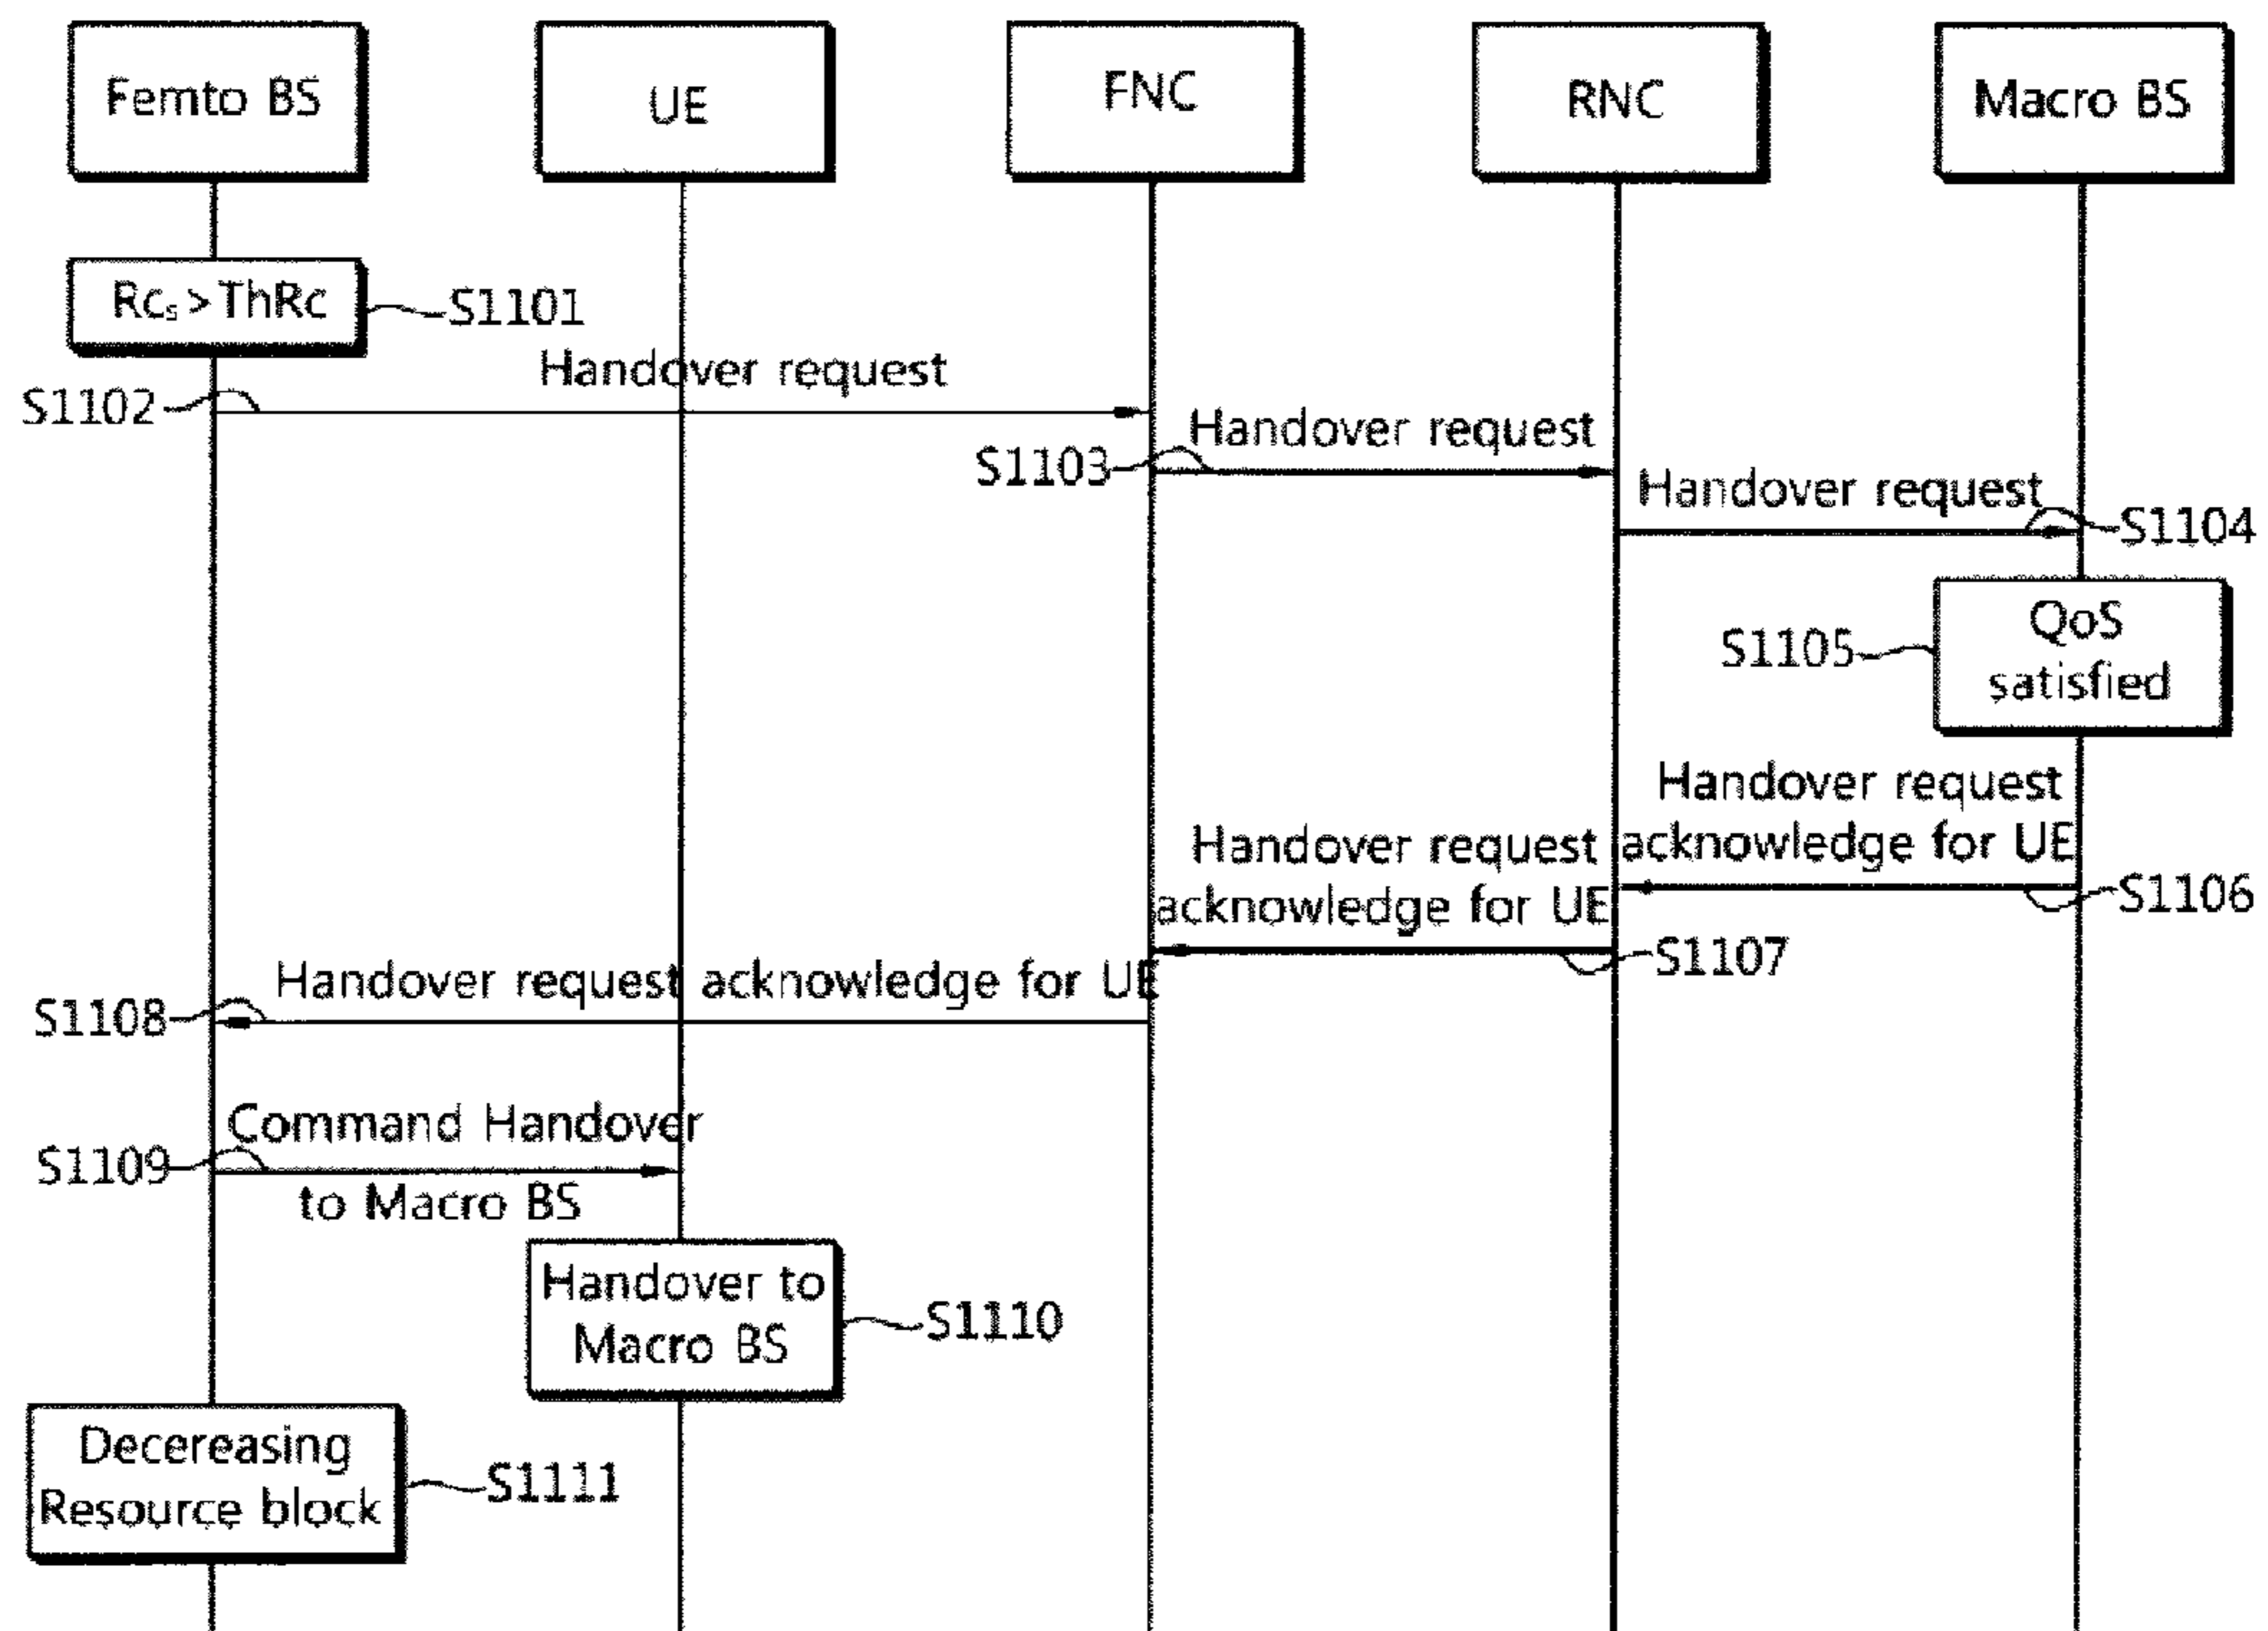 Femto BS
UE
FNC
RNC
Macro BS
Rcs>ThRc
S1101
Handover request
S1102
Handover request
S1103
Handover request
S1104
QoS
satisfied
S1105
Handover request
acknowledge for UE
S1106
Handover request
acknowledge for UE
S1107
Handover request acknowledge for UE
S1108
Command Handover
to Macro BS
S1109
Handover to
Macro BS
S1110
Decereasing
Resource block
S1111